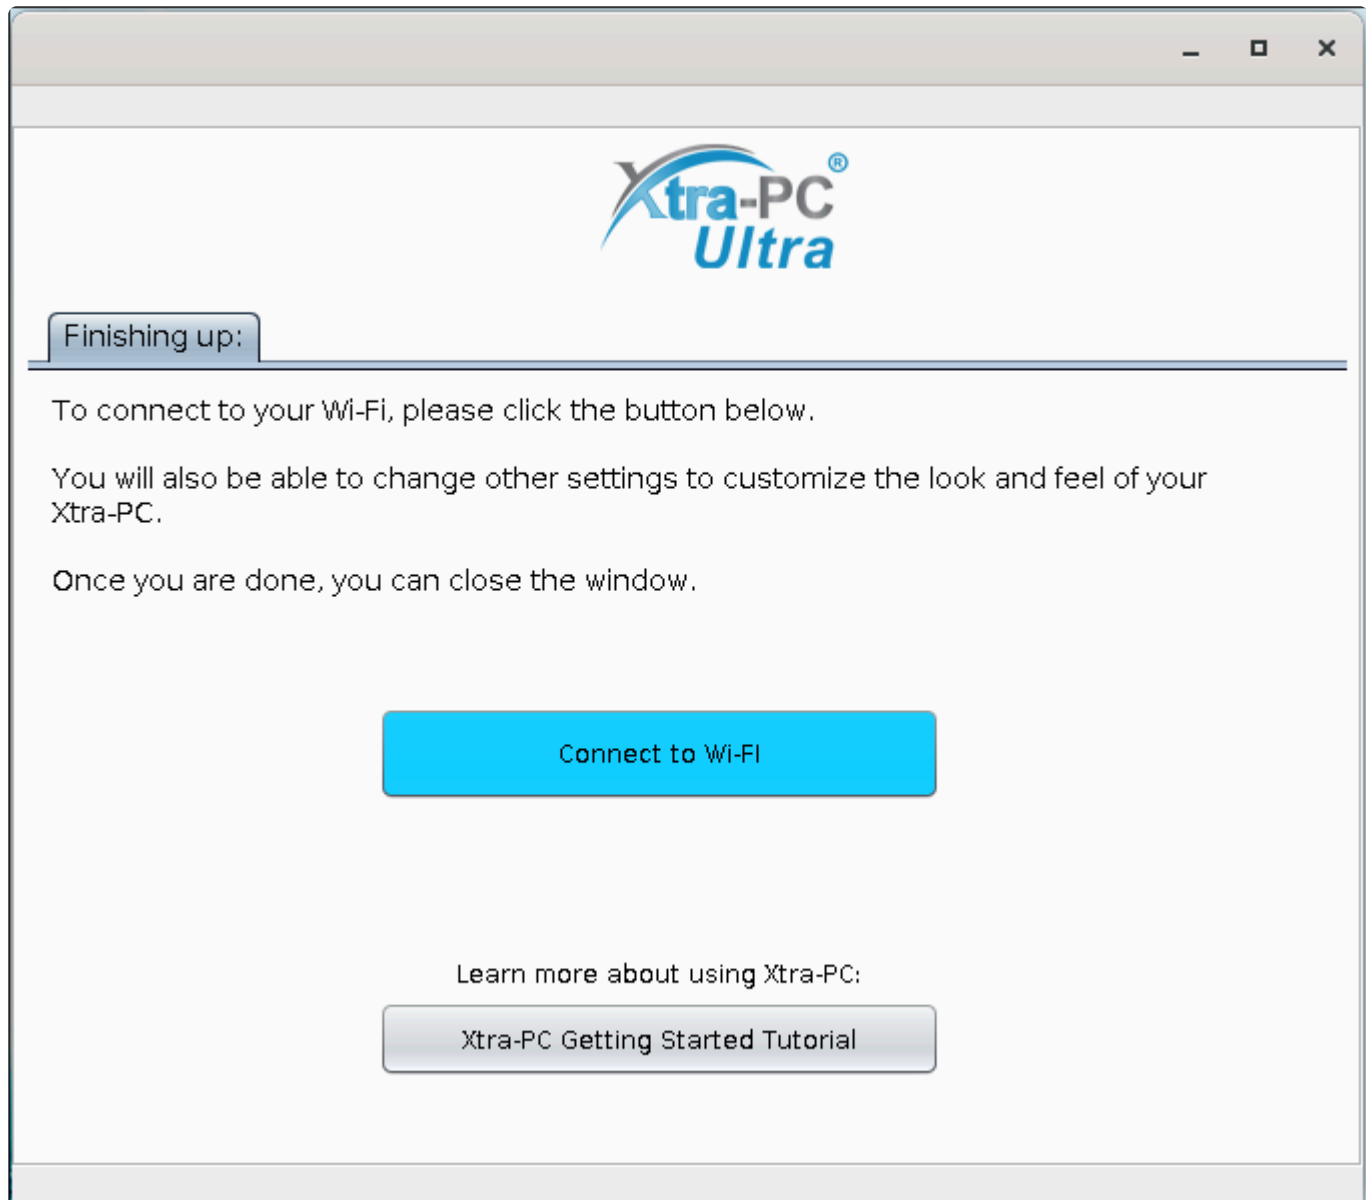 Xtra-PC®
Ultra
Finishing up:
To connect to your Wi-Fi, please click the button below.
You will also be able to change other settings to customize the look and feel of your
Xtra-PC.
Once you are done, you can close the window.
Connect to Wi-FI
Learn more about using Xtra-PC:
Xtra-PC Getting Started Tutorial